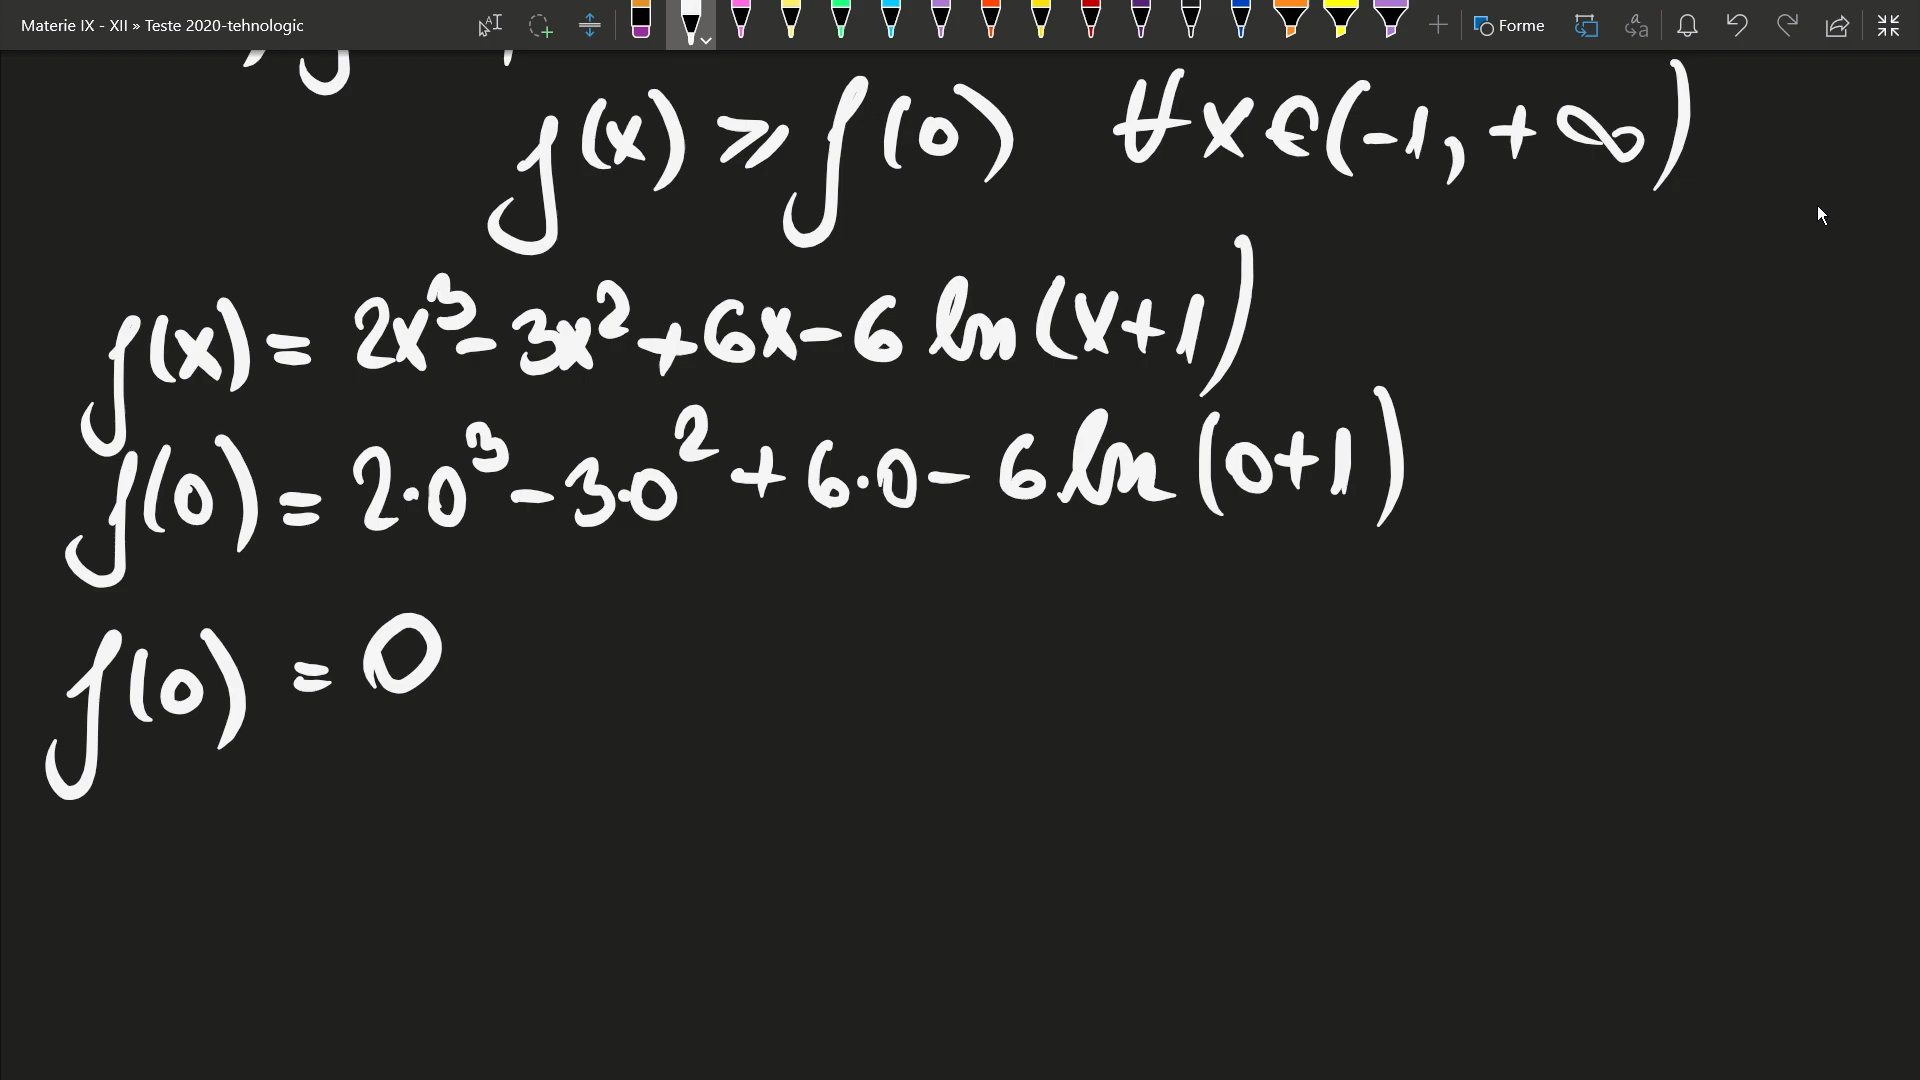 Materie IX - XII » Teste 2020-tehnologic
Forme
f(x) ⩾ f(0) ∀x∈(-1, +∞)
f(x) = 2x³ - 3x² + 6x - 6 ln(x+1)
f(0) = 2·0³ - 3·0² + 6·0 - 6 ln(0+1)
f(0) = 0